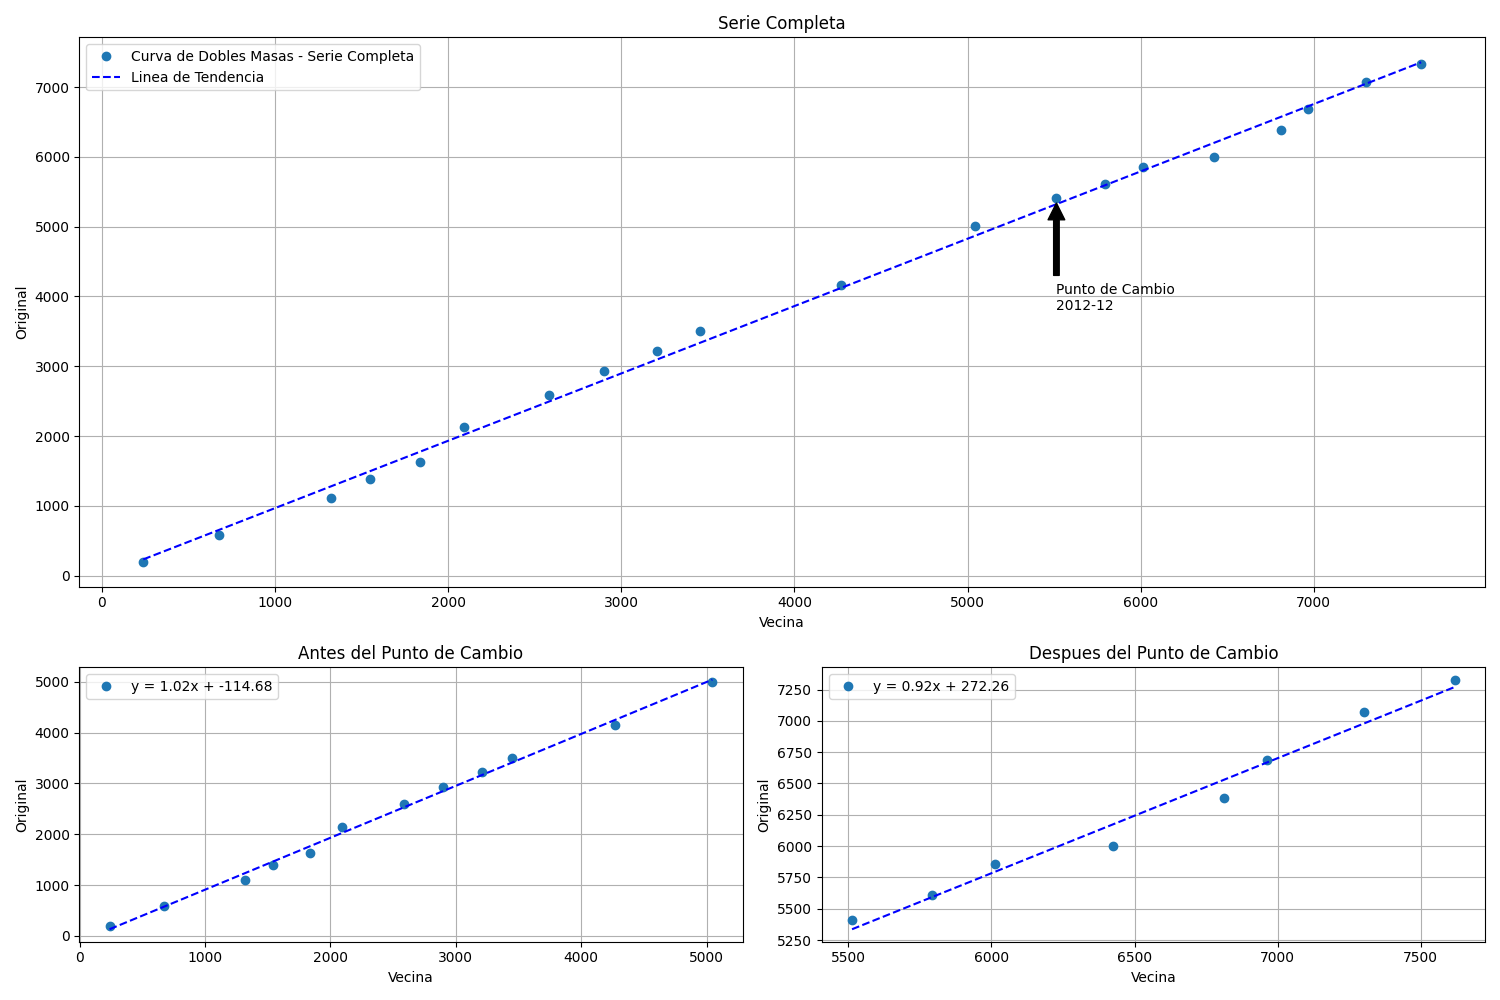 Serie Completa
Curva de Dobles Masas - Serie Completa
Linea de Tendencia
7000
6000
5000
4000
3000
2000
1000
0
Original
Punto de Cambio
2012-12
0 1000 2000 3000 4000 5000 6000 7000
Vecina
Antes del Punto de Cambio
y = 1.02x + -114.68
5000
4000
3000
2000
1000
0
Original
0 1000 2000 3000 4000 5000
Vecina
Despues del Punto de Cambio
y = 0.92x + 272.26
7250
7000
6750
6500
6250
6000
5750
5500
5250
Original
5500 6000 6500 7000 7500
Vecina